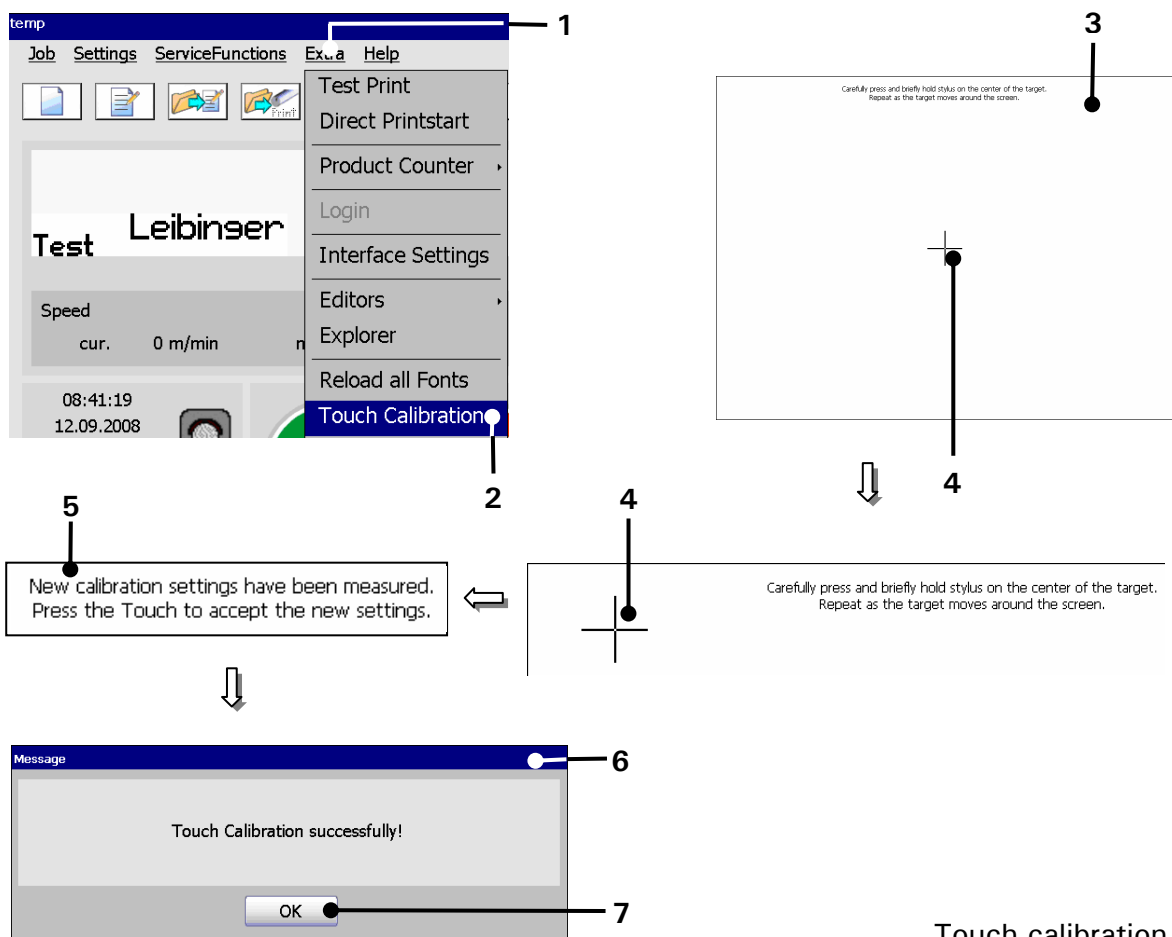 temp
1
Job Settings ServiceFunctions Extra Help
Print
Test Print
Direct Printstart
Product Counter
Login
Interface Settings
Editors
Explorer
Reload all Fonts
Touch Calibration
Test Leibinger
Speed
cur. 0 m/min
08:41:19
12.09.2008
2
3
Carefully press and briefly hold stylus on the center of the target.
Repeat as the target moves around the screen.
4
4
Carefully press and briefly hold stylus on the center of the target.
Repeat as the target moves around the screen.
5
New calibration settings have been measured.
Press the Touch to accept the new settings.
Message
6
Touch Calibration successfully!
OK
7
Touch calibration